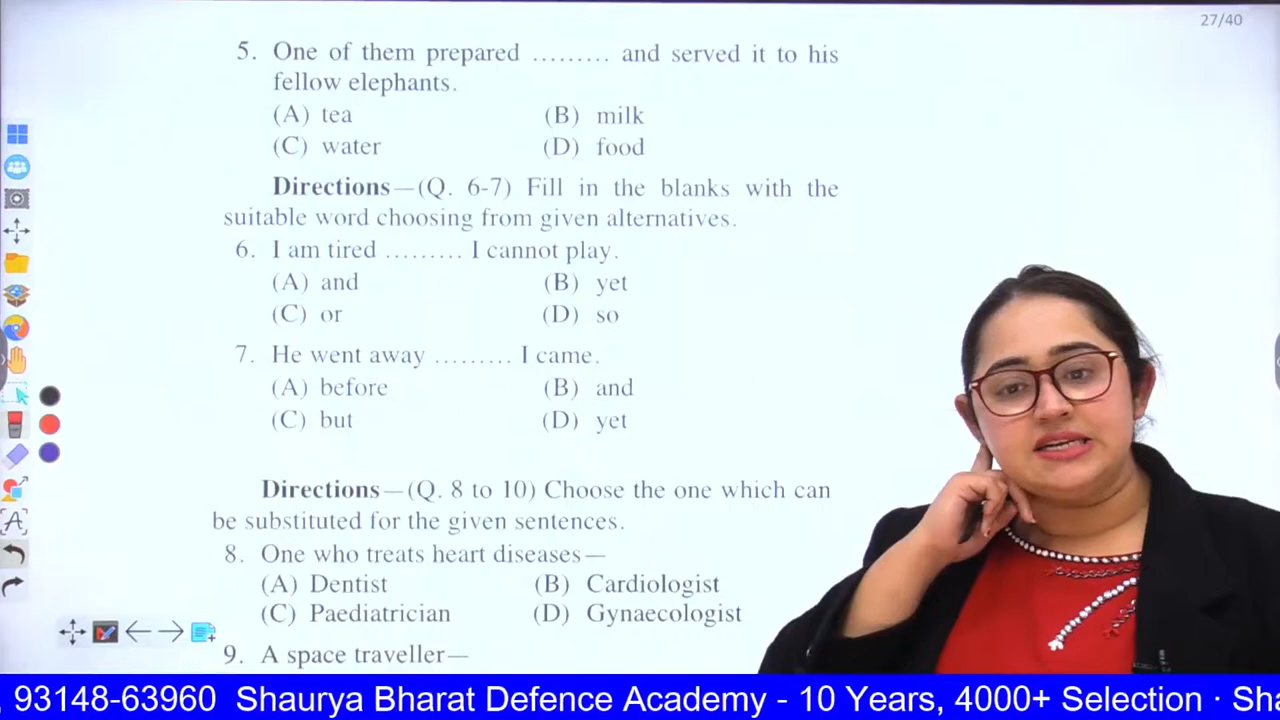 27/40
5. One of them prepared ......... and served it to his
fellow elephants.
(A) tea (B) milk
(C) water (D) food
Directions—(Q. 6-7) Fill in the blanks with the
suitable word choosing from given alternatives.
6. I am tired ......... I cannot play.
(A) and (B) yet
(C) or (D) so
7. He went away ......... I came.
(A) before (B) and
(C) but (D) yet
Directions—(Q. 8 to 10) Choose the one which can
be substituted for the given sentences.
8. One who treats heart diseases—
(A) Dentist (B) Cardiologist
(C) Paediatrician (D) Gynaecologist
9. A space traveller—
93148-63960 Shaurya Bharat Defence Academy - 10 Years, 4000+ Selection · Sha